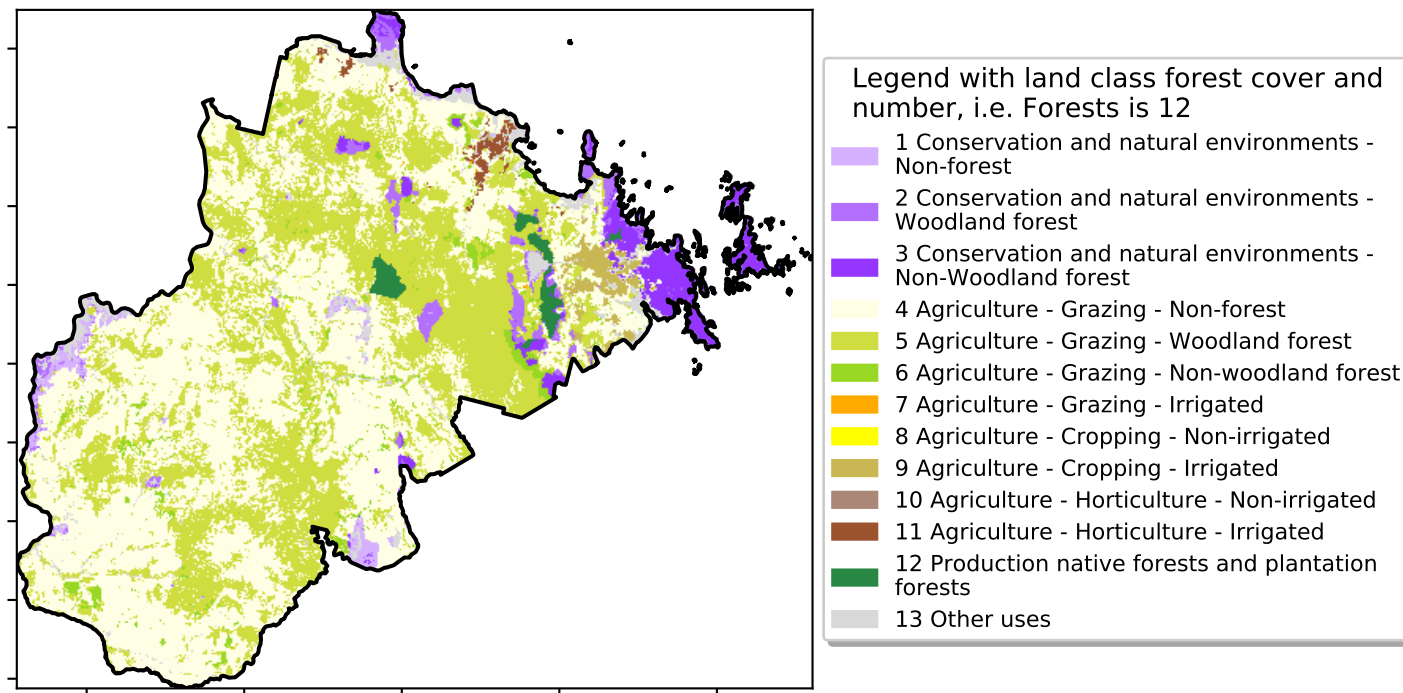 Legend with land class forest cover and
number, i.e. Forests is 12
1 Conservation and natural environments -
Non-forest
2 Conservation and natural environments -
Woodland forest
3 Conservation and natural environments -
Non-Woodland forest
4 Agriculture - Grazing - Non-forest
5 Agriculture - Grazing - Woodland forest
6 Agriculture - Grazing - Non-woodland forest
7 Agriculture - Grazing - Irrigated
8 Agriculture - Cropping - Non-irrigated
9 Agriculture - Cropping - Irrigated
10 Agriculture - Horticulture - Non-irrigated
11 Agriculture - Horticulture - Irrigated
12 Production native forests and plantation
forests
13 Other uses